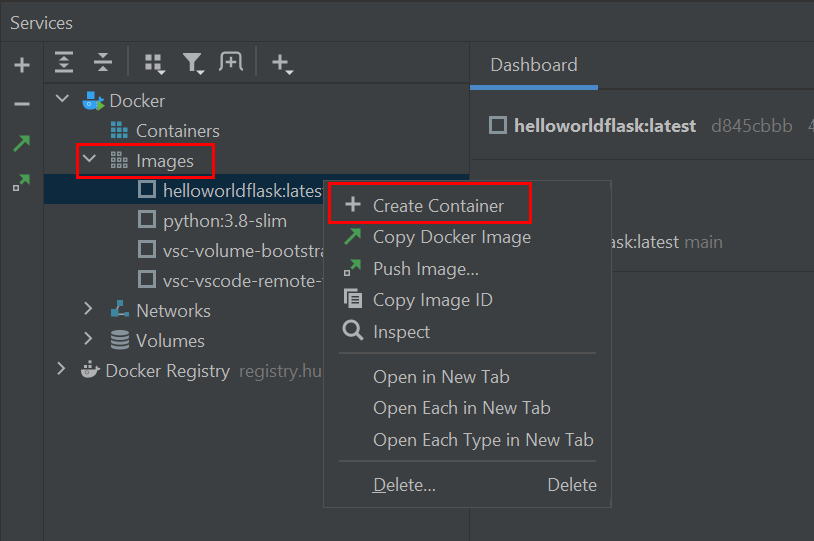 Services
Dashboard
Docker
helloworldflask:latest d845cbbb
Containers
Images
helloworldflask:latest
python:3.8-slim
vsc-volume-bootstra
vsc-vscode-remote-
Networks
Volumes
Docker Registry registry.hu
Create Container
Copy Docker Image
Push Image...
Copy Image ID
Inspect
Open in New Tab
Open Each in New Tab
Open Each Type in New Tab
Delete... Delete
ask:latest main